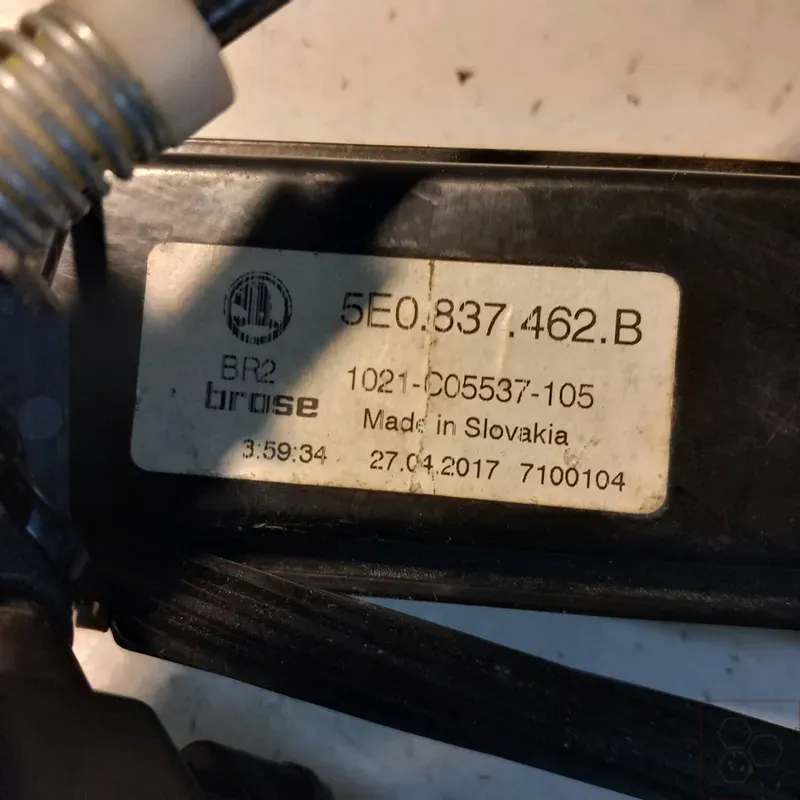 5E0.837.462.B
BR2
1021-C05537-105
brose
Made in Slovakia
3:59:34 27.04.2017 7100104